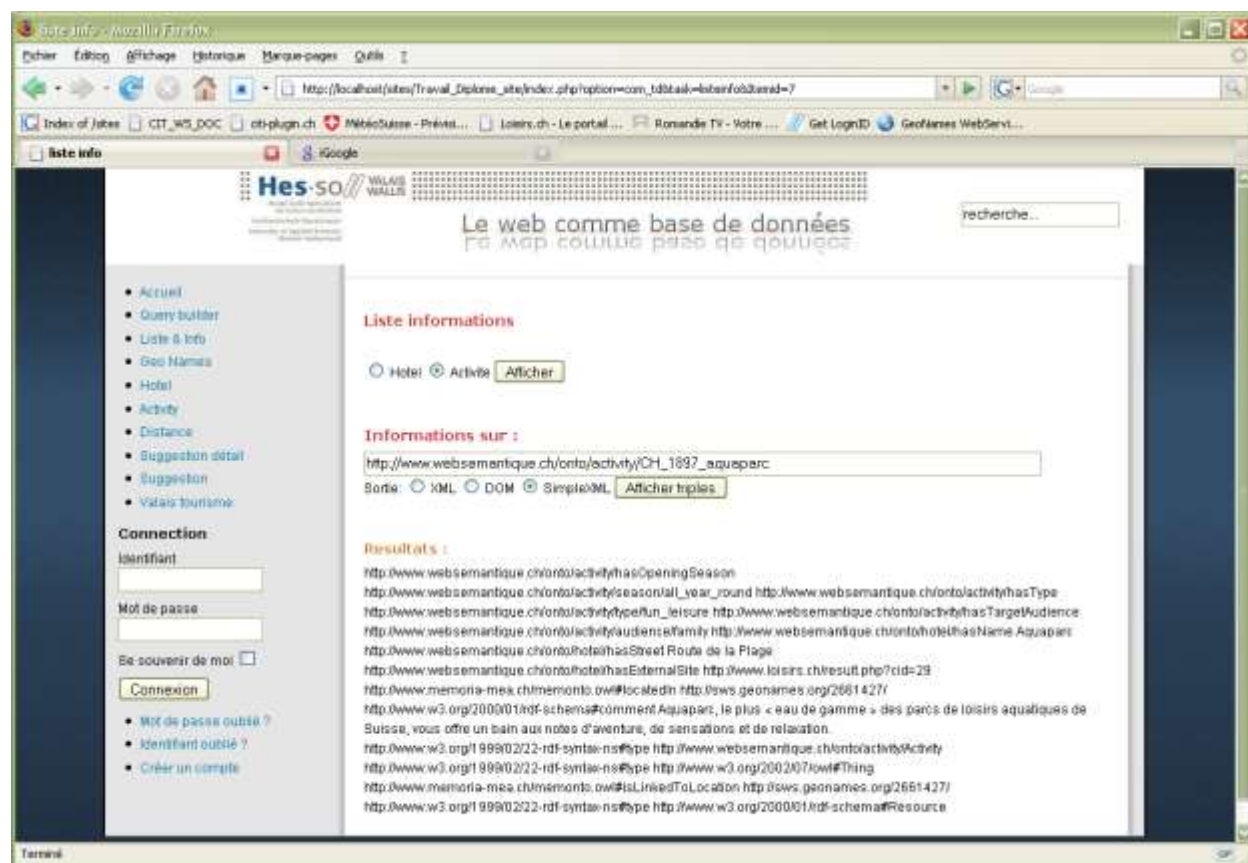 liste info - Mozilla Firefox
Fichier Édition Affichage Historique Marque-pages Outils ?
http://localhost/sites/Travail_Diplome_site/index.php?option=com_td&task=listeinfo&Itemid=7
Google
Index of /sites CIT_WS_DOC citi-plugin.ch MétéoSuisse - Prévisi... Loisirs.ch - Le portail ... Romandie TV - Votre ... Get LoginID GeoNames WebServi...
liste info iGoogle
Hes-so VALAIS WALLIS
Le web comme base de données
recherche...
Accueil
Query builder
Liste & Info
Geo Names
Hotel
Activity
Distance
Suggestion détail
Suggestion
Valais tourisme
Connection
Identifiant
Mot de passe
Se souvenir de moi
Connexion
Mot de passe oublié ?
Identifiant oublié ?
Créer un compte
Liste informations
Hotel Activite Afficher
Informations sur :
http://www.websemantique.ch/onto/activity/CH_1897_aquaparc
Sortie: XML DOM SimpleXML Afficher triples
Resultats :
http://www.websemantique.ch/onto/activity/hasOpeningSeason
http://www.websemantique.ch/onto/activity/season/all_year_round http://www.websemantique.ch/onto/activity/hasType
http://www.websemantique.ch/onto/activity/type/fun_leisure http://www.websemantique.ch/onto/activity/hasTargetAudience
http://www.websemantique.ch/onto/activity/audience/family http://www.websemantique.ch/onto/hotel/hasName Aquaparc
http://www.websemantique.ch/onto/hotel/hasStreet Route de la Plage
http://www.websemantique.ch/onto/hotel/hasExternalSite http://www.loisirs.ch/result.php?cid=29
http://www.memoria-mea.ch/memonto.owl#locatedIn http://sws.geonames.org/2661427/
http://www.w3.org/2000/01/rdf-schema#comment Aquaparc, le plus « eau de gamme » des parcs de loisirs aquatiques de
Suisse, vous offre un bain aux notes d'aventure, de sensations et de relaxation.
http://www.w3.org/1999/02/22-rdf-syntax-ns#type http://www.websemantique.ch/onto/activity/Activity
http://www.w3.org/1999/02/22-rdf-syntax-ns#type http://www.w3.org/2002/07/owl#Thing
http://www.memoria-mea.ch/memonto.owl#isLinkedToLocation http://sws.geonames.org/2661427/
http://www.w3.org/1999/02/22-rdf-syntax-ns#type http://www.w3.org/2000/01/rdf-schema#Resource
Terminé